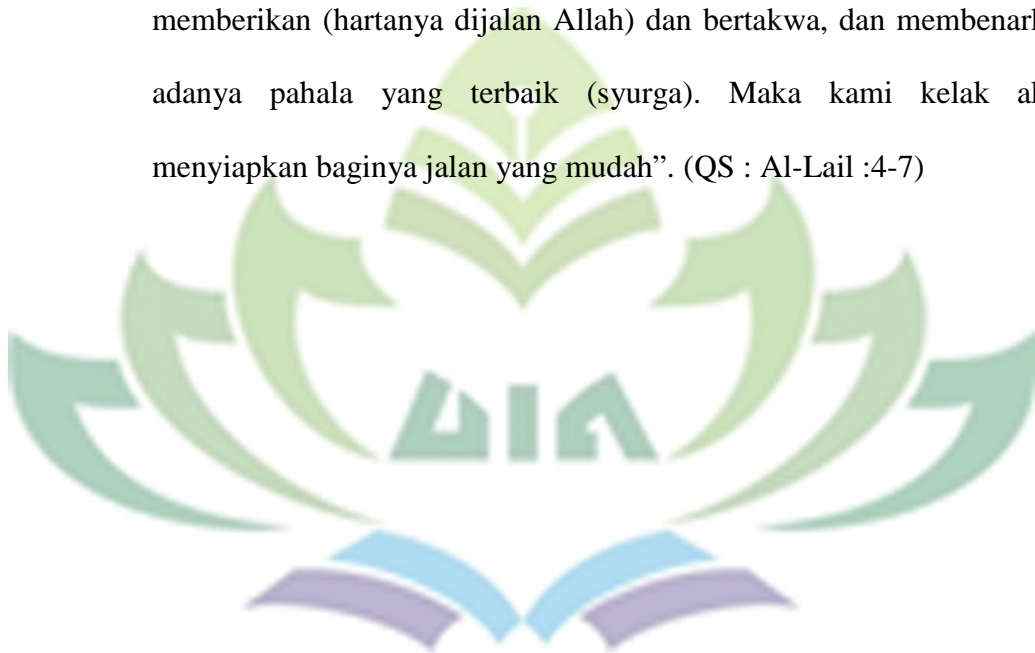 memberikan (hartanya dijalan Allah) dan bertakwa, dan
adanya pahala yang terbaik (syurga). Maka kami kelak
menyiapkan baginya jalan yang mudah”. (QS : Al-Lail :4-7)
UIN